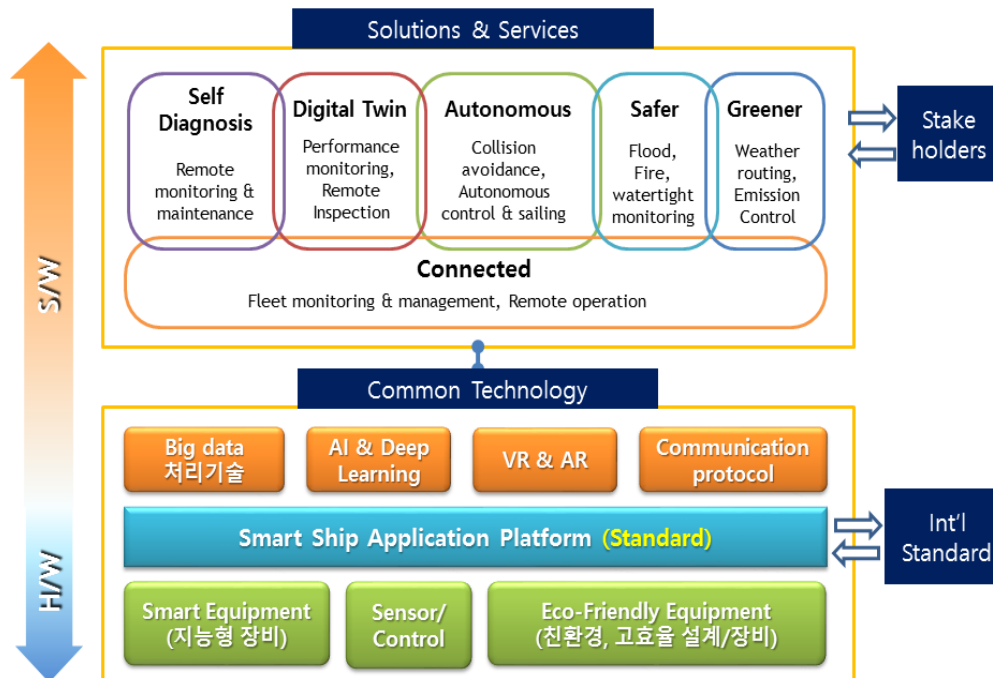 Solutions & Services
Self
Diagnosis
Remote
monitoring &
maintenance
Digital Twin
Performance
monitoring,
Remote
Inspection
Autonomous
Collision
avoidance,
Autonomous
control & sailing
Safer
Flood,
Fire,
watertight
monitoring
Greener
Weather
routing,
Emission
Control
Connected
Fleet monitoring & management, Remote operation
Stake
holders
S/W
H/W
Common Technology
Big data
처리기술
AI & Deep
Learning
VR & AR
Communication
protocol
Smart Ship Application Platform (Standard)
Int'l
Standard
Smart Equipment
(지능형 장비)
Sensor/
Control
Eco-Friendly Equipment
(친환경, 고효율 설계/장비)